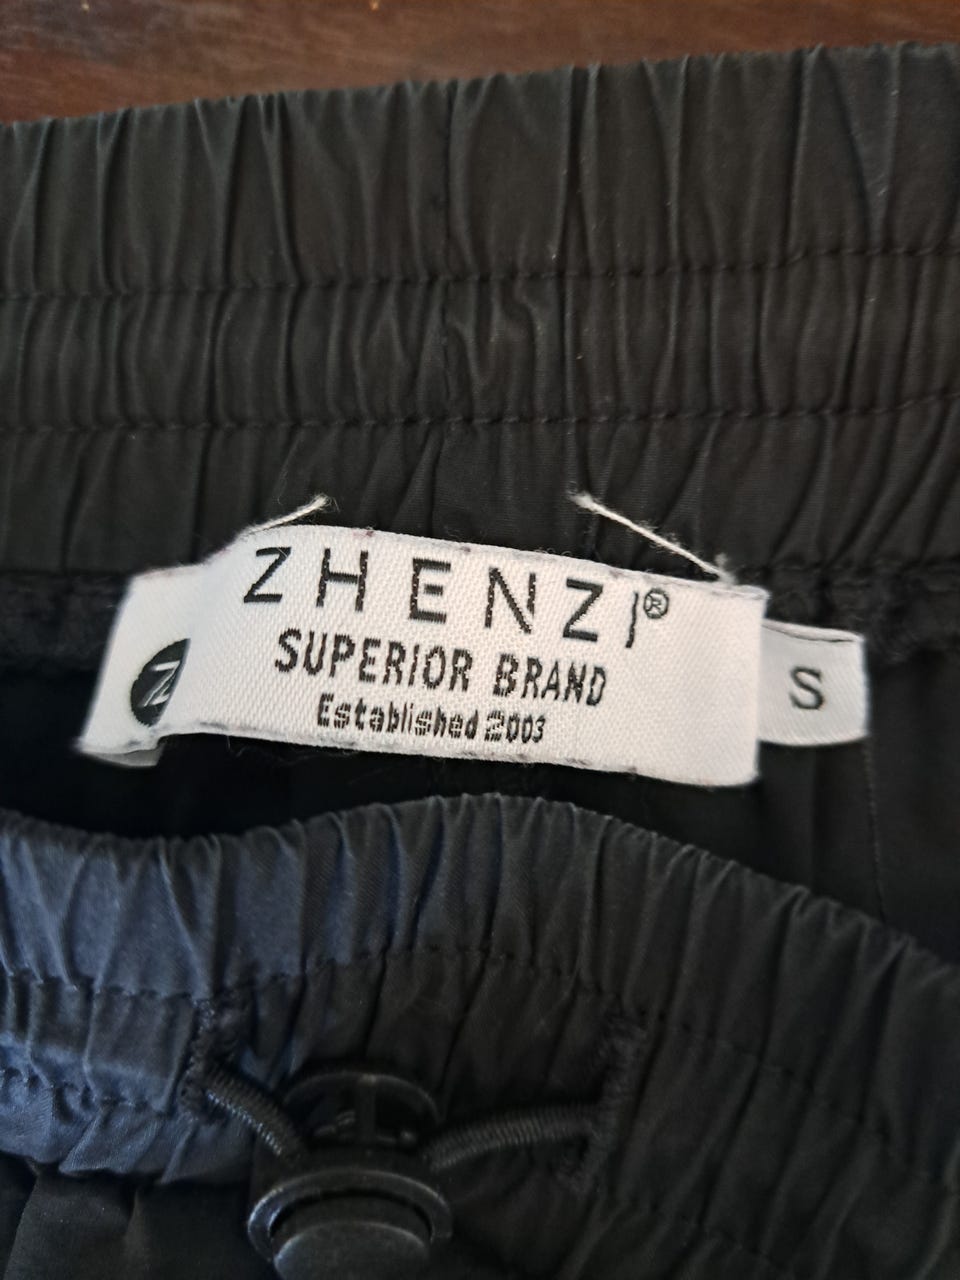 ZHENZI®
SUPERIOR BRAND
Established 2003
S
Z